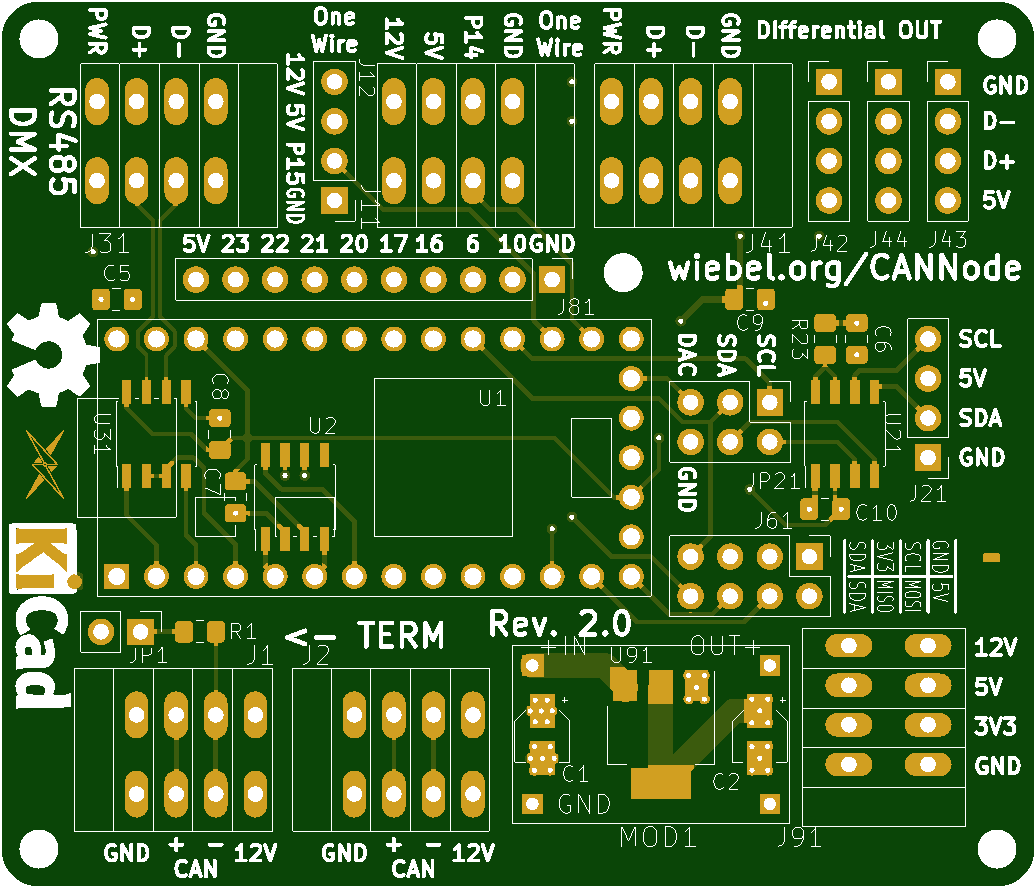 PWR D+ D- GND
One Wire
12V 5V P14 GND
One Wire
PWR D+ D- GND
Differential OUT
GND
D-
D+
5V
RS485
DMX
12V 5V P15 GND
J12
J11
J31
J41
J42
J44
J43
5V 23 22 21 20 17 16 6 10 GND
wiebel.org/CANNode
C5
J81
C9
DAC SDA SCL
R23
C6
SCL
5V
SDA
GND
U1
C8
U31
U2
C7
U21
GND
JP21
J21
J61
C10
SDA 3V3 SCL GND
SDA MISO MOSI 5V
KiCad
JP1
R1
<- TERM
Rev. 2.0
J1
J2
+IN
U91
OUT+
12V
5V
3V3
GND
+
+
C1
C2
GND
MOD1
J91
GND + - 12V
CAN
GND + - 12V
CAN